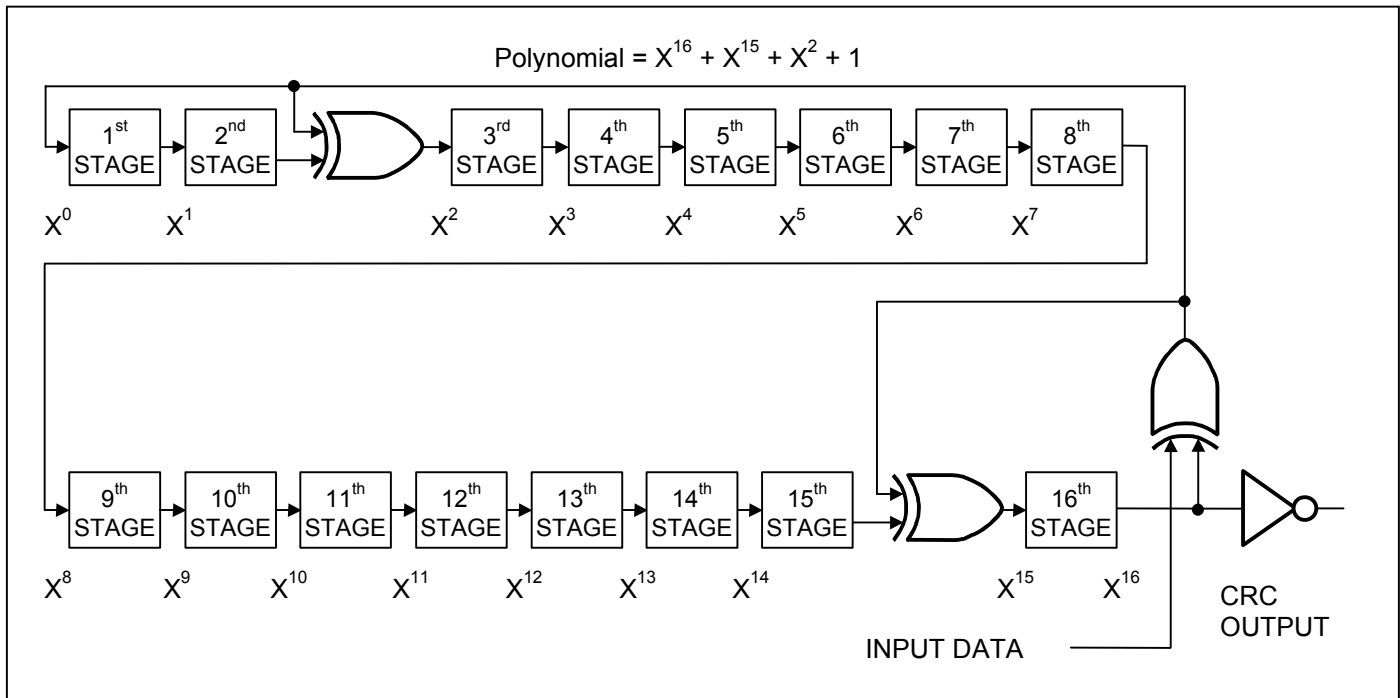 Polynomial = X¹⁶ + X¹⁵ + X² + 1
1st STAGE
2nd STAGE
3rd STAGE
4th STAGE
5th STAGE
6th STAGE
7th STAGE
8th STAGE
X⁰ X¹ X² X³ X⁴ X⁵ X⁶ X⁷
9th STAGE
10th STAGE
11th STAGE
12th STAGE
13th STAGE
14th STAGE
15th STAGE
16th STAGE
X⁸ X⁹ X¹⁰ X¹¹ X¹² X¹³ X¹⁴ X¹⁵ X¹⁶
CRC
OUTPUT
INPUT DATA